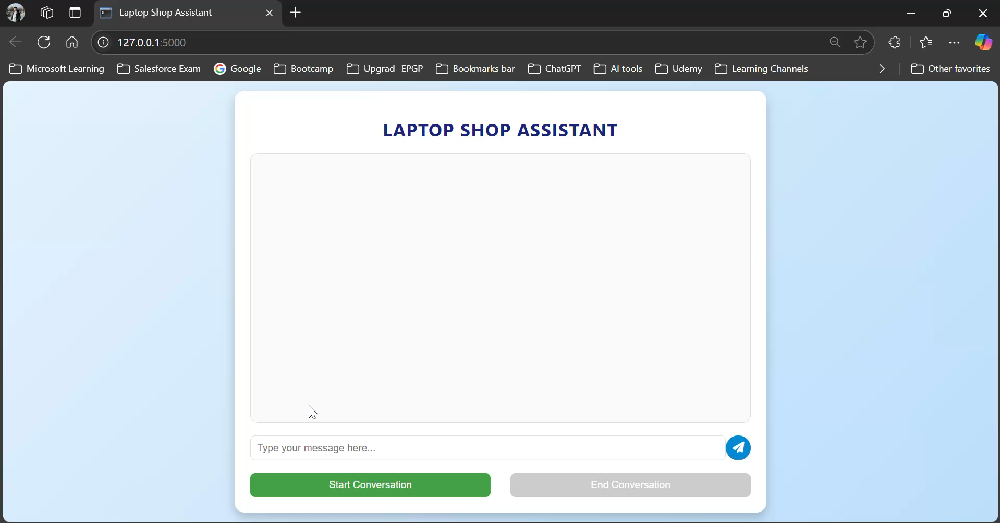 Laptop Shop Assistant
127.0.0.1:5000
Microsoft Learning
Salesforce Exam
Google
Bootcamp
Upgrad- EPGP
Bookmarks bar
ChatGPT
AI tools
Udemy
Learning Channels
Other favorites
LAPTOP SHOP ASSISTANT
Type your message here...
Start Conversation
End Conversation